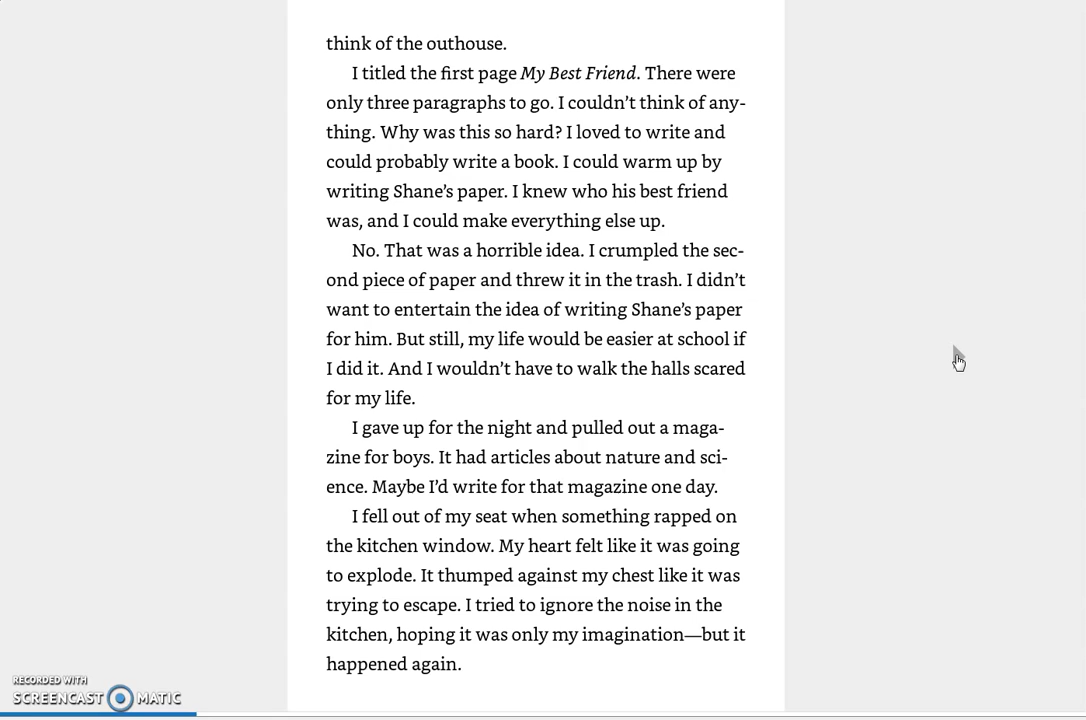 think of the outhouse.
I titled the first page My Best Friend. There were
only three paragraphs to go. I couldn’t think of any-
thing. Why was this so hard? I loved to write and
could probably write a book. I could warm up by
writing Shane’s paper. I knew who his best friend
was, and I could make everything else up.
No. That was a horrible idea. I crumpled the sec-
ond piece of paper and threw it in the trash. I didn’t
want to entertain the idea of writing Shane’s paper
for him. But still, my life would be easier at school if
I did it. And I wouldn’t have to walk the halls scared
for my life.
I gave up for the night and pulled out a maga-
zine for boys. It had articles about nature and sci-
ence. Maybe I’d write for that magazine one day.
I fell out of my seat when something rapped on
the kitchen window. My heart felt like it was going
to explode. It thumped against my chest like it was
trying to escape. I tried to ignore the noise in the
kitchen, hoping it was only my imagination—but it
happened again.
RECORDED WITH
SCREENCAST MATIC